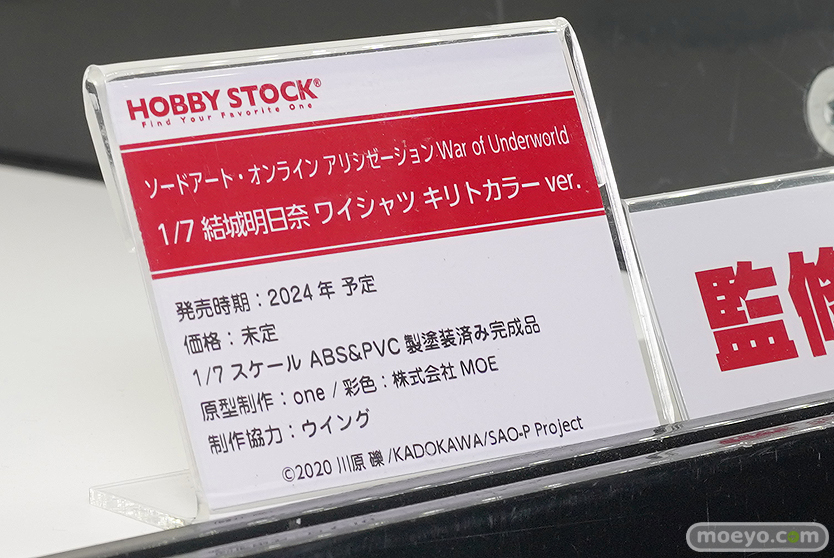 HOBBY STOCK®
Find Your Favorite One
ソードアート・オンライン アリシゼーション War of Underworld
1/7 結城明日奈 ワイシャツ キリトカラー ver.
発売時期：2024年 予定
価格：未定
1/7スケール ABS&PVC 製塗装済み完成品
原型制作：one / 彩色：株式会社 MOE
制作協力：ウイング
©2020 川原 礫 /KADOKAWA/SAO-P Project
監修
moeyo.com